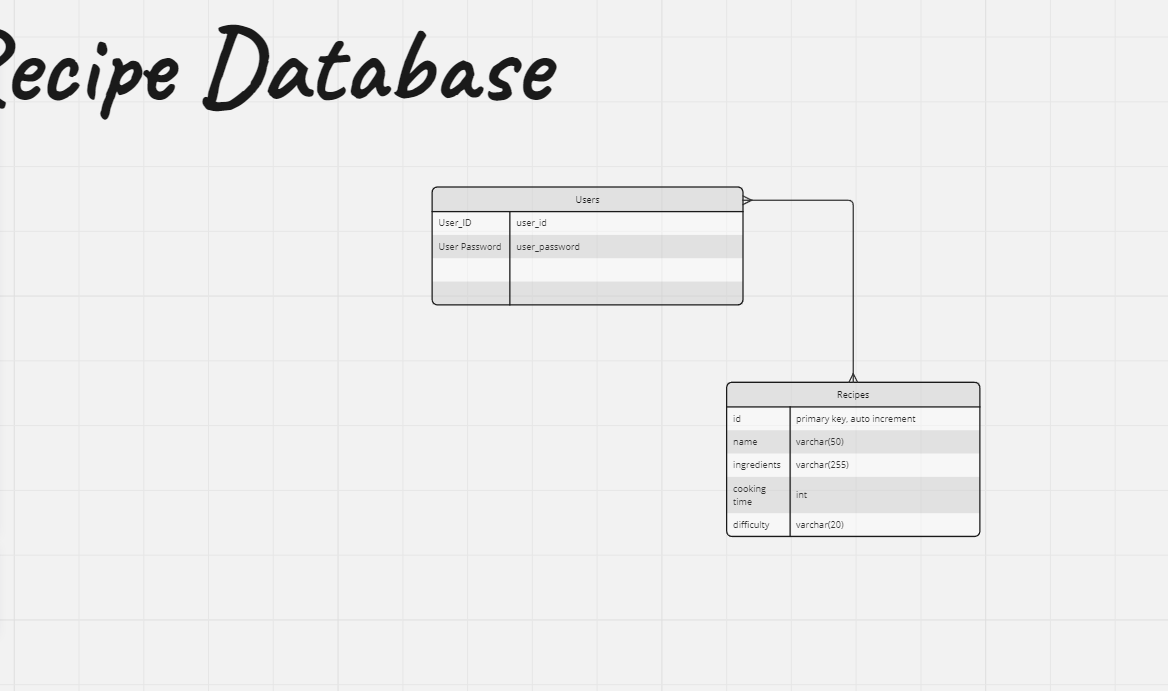 Recipe Database
Users
User_ID user_id
User Password user_password
Recipes
id primary key, auto increment
name varchar(50)
ingredients varchar(255)
cooking
time
int
difficulty varchar(20)